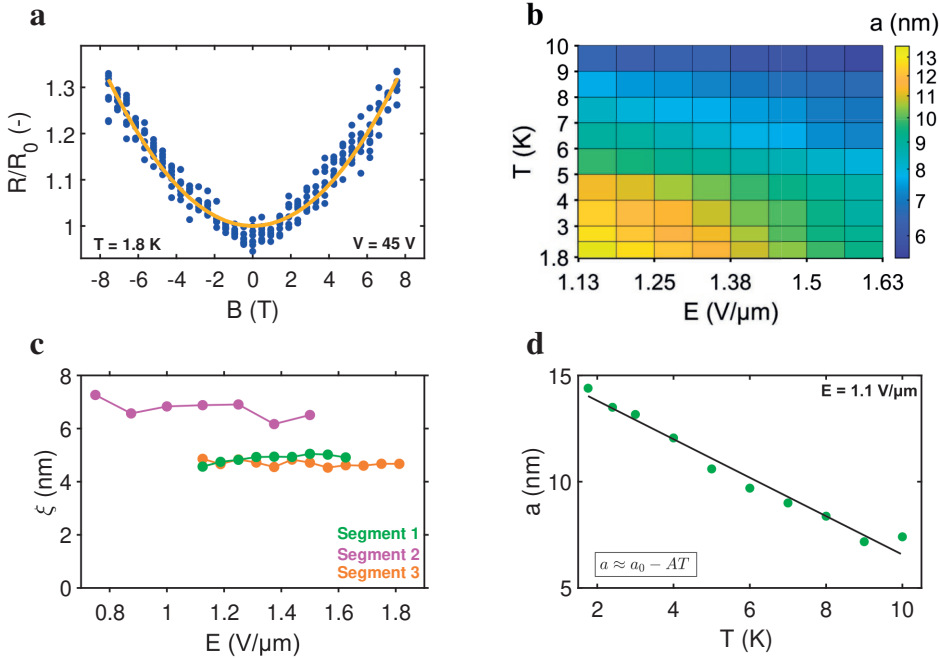 a
R/R0 (-)
1.3
1.2
1.1
1
T = 1.8 K
V = 45 V
-8 -6 -4 -2 0 2 4 6 8
B (T)
b
a (nm)
T (K)
10
9
8
7
6
5
4
3
1.8
1.13 1.25 1.38 1.5 1.63
E (V/µm)
13
12
11
10
9
8
7
6
c
ξ (nm)
8
6
4
2
0
Segment 1
Segment 2
Segment 3
0.8 1 1.2 1.4 1.6 1.8
E (V/µm)
d
a (nm)
15
10
5
E = 1.1 V/µm
a ≈ a0 − AT
2 4 6 8 10
T (K)